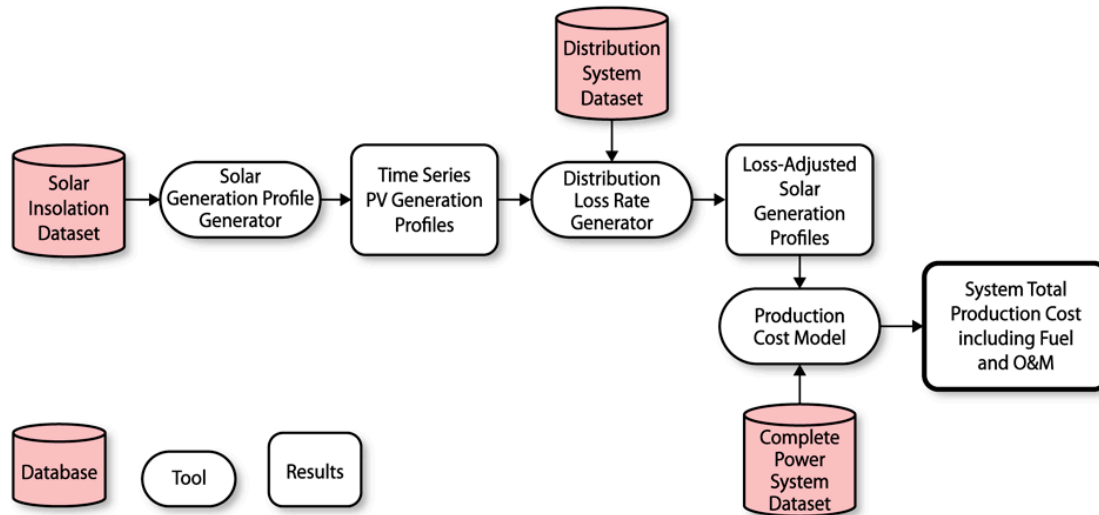 Distribution
System
Dataset
Solar
Insolation
Dataset
Solar
Generation Profile
Generator
Time Series
PV Generation
Profiles
Distribution
Loss Rate
Generator
Loss-Adjusted
Solar
Generation
Profiles
Production
Cost Model
System Total
Production Cost
including Fuel
and O&M
Complete
Power
System
Dataset
Database
Tool
Results